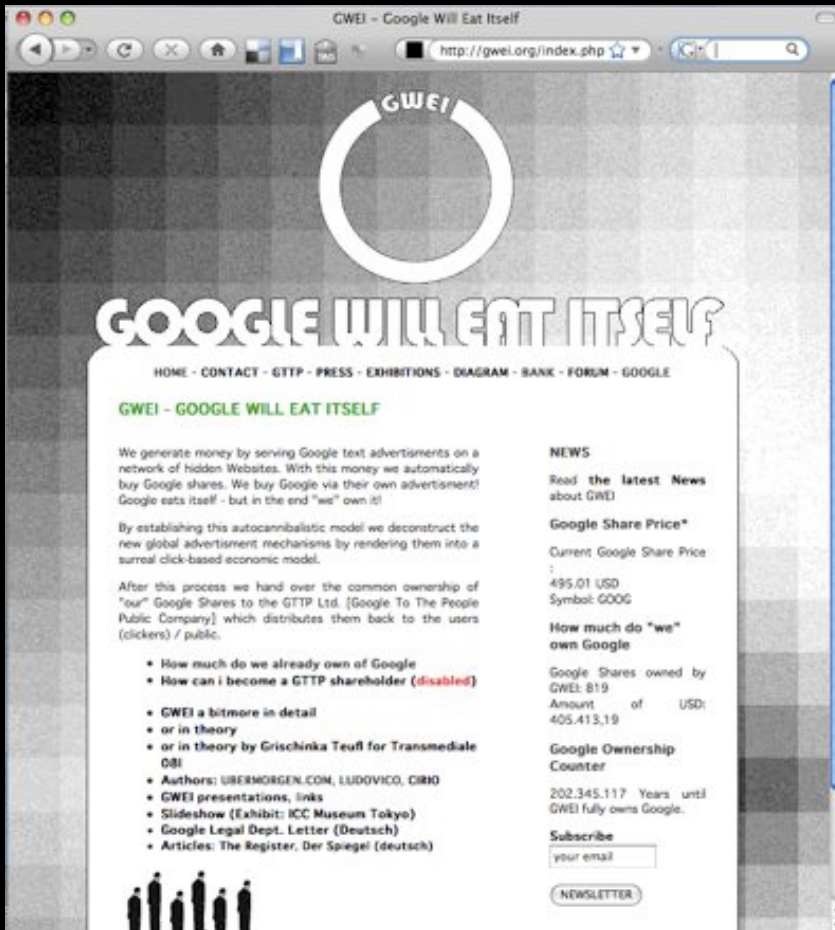 GWEI - Google Will Eat Itself
http://gwei.org/index.php
GWEI
GOOGLE WILL EAT ITSELF
HOME - CONTACT - GTTP - PRESS - EXHIBITIONS - DIAGRAM - BANK - FORUM - GOOGLE
GWEI - GOOGLE WILL EAT ITSELF
We generate money by serving Google text advertisments on a
network of hidden Websites. With this money we automatically
buy Google shares. We buy Google via their own advertisment!
Google eats itself - but in the end "we" own it!
By establishing this autocannibalistic model we deconstruct the
new global advertisment mechanisms by rendering them into a
surreal click-based economic model.
After this process we hand over the common ownership of
"our" Google Shares to the GTTP Ltd. [Google To The People
Public Company] which distributes them back to the users
(clickers) / public.
• How much do we already own of Google
• How can i become a GTTP shareholder (disabled)
• GWEI a bitmore in detail
• or in theory
• or in theory by Grischinka Teufl for Transmediale
08!
• Authors: UBERMORGEN.COM, LUDOVICO, CIRIO
• GWEI presentations, links
• Slideshow (Exhibit: ICC Museum Tokyo)
• Google Legal Dept. Letter (Deutsch)
• Articles: The Register, Der Spiegel (deutsch)
NEWS
Read the latest News
about GWEI
Google Share Price*
Current Google Share Price
:
495.01 USD
Symbol: GOOG
How much do "we"
own Google
Google Shares owned by
GWEI: 819
Amount of USD:
405.413,19
Google Ownership
Counter
202.345.117 Years until
GWEI fully owns Google.
Subscribe
your email
NEWSLETTER